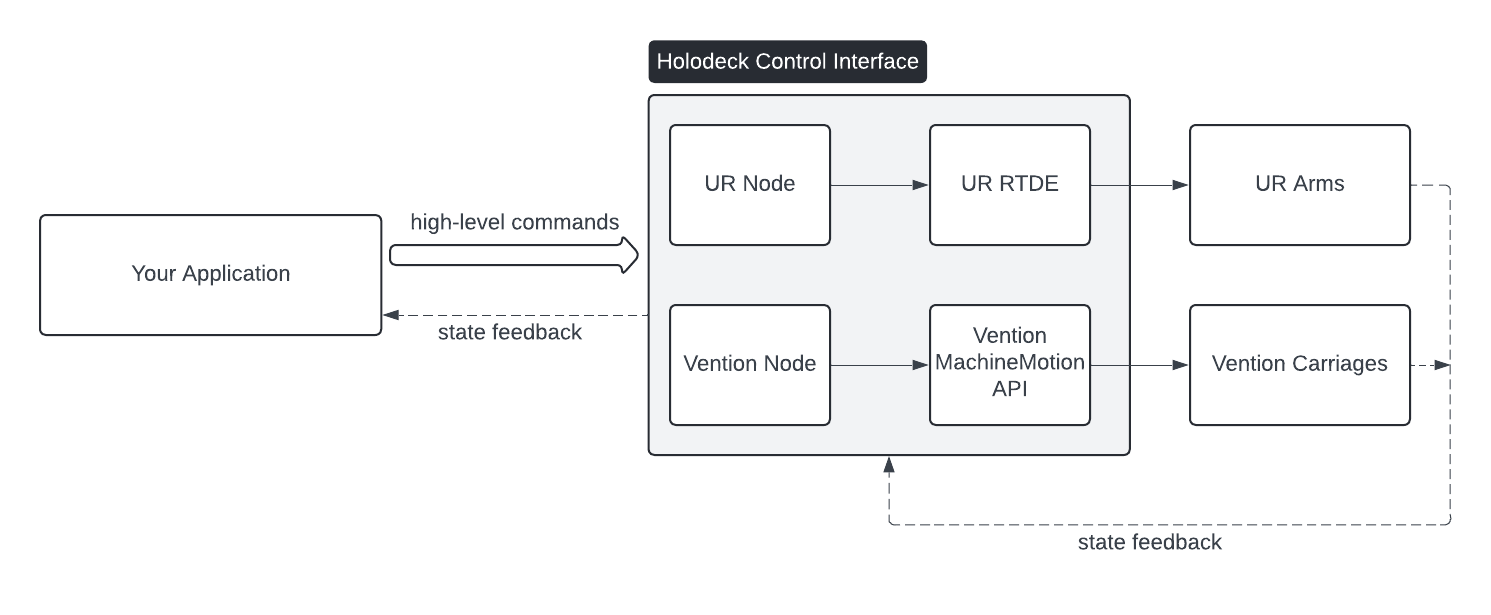 Holodeck Control Interface
UR Node
UR RTDE
UR Arms
high-level commands
Your Application
state feedback
Vention Node
Vention
MachineMotion
API
Vention Carriages
state feedback